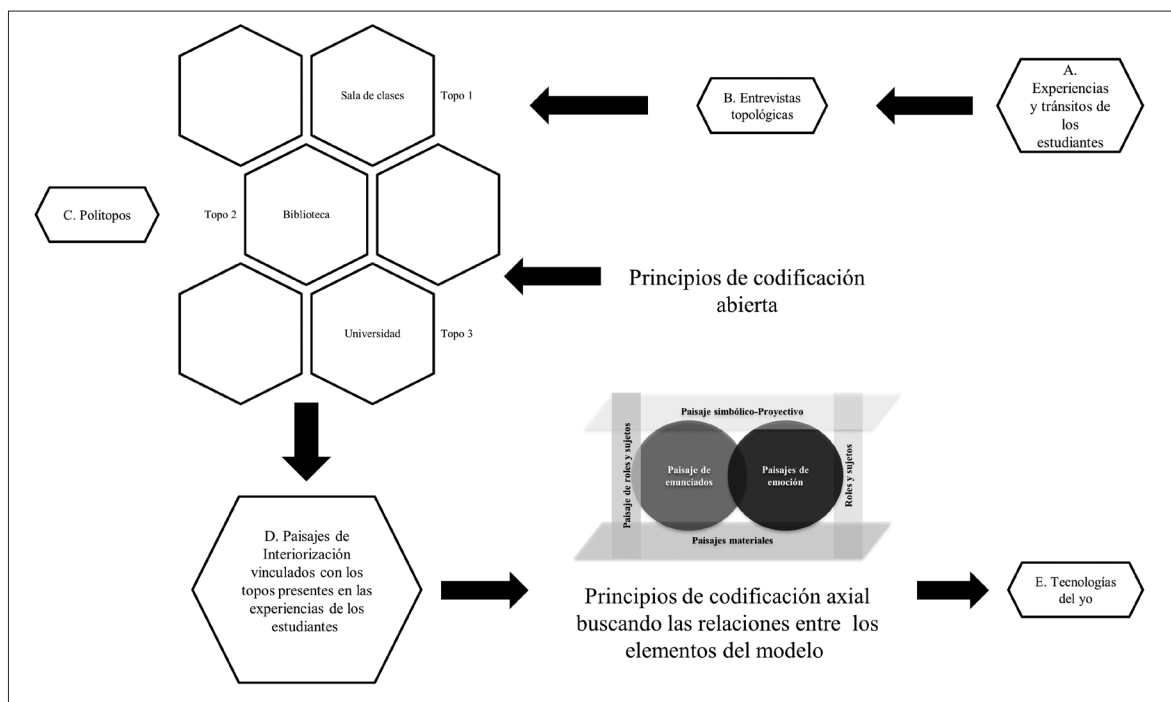 A.
Experiencias
y tránsitos de
los
estudiantes
B. Entrevistas
topológicas
Sala de clases
Topo 1
C. Politopos
Topo 2
Biblioteca
Universidad
Topo 3
Principios de codificación
abierta
D. Paisajes de
Interiorización
vinculados con los
topos presentes en las
experiencias de los
estudiantes
Paisaje simbólico-Proyectivo
Paisaje de roles y sujetos
Paisaje de
enunciados
Paisajes de
emoción
Roles y sujetos
Paisajes materiales
Principios de codificación axial
buscando las relaciones entre los
elementos del modelo
E. Tecnologías
del yo